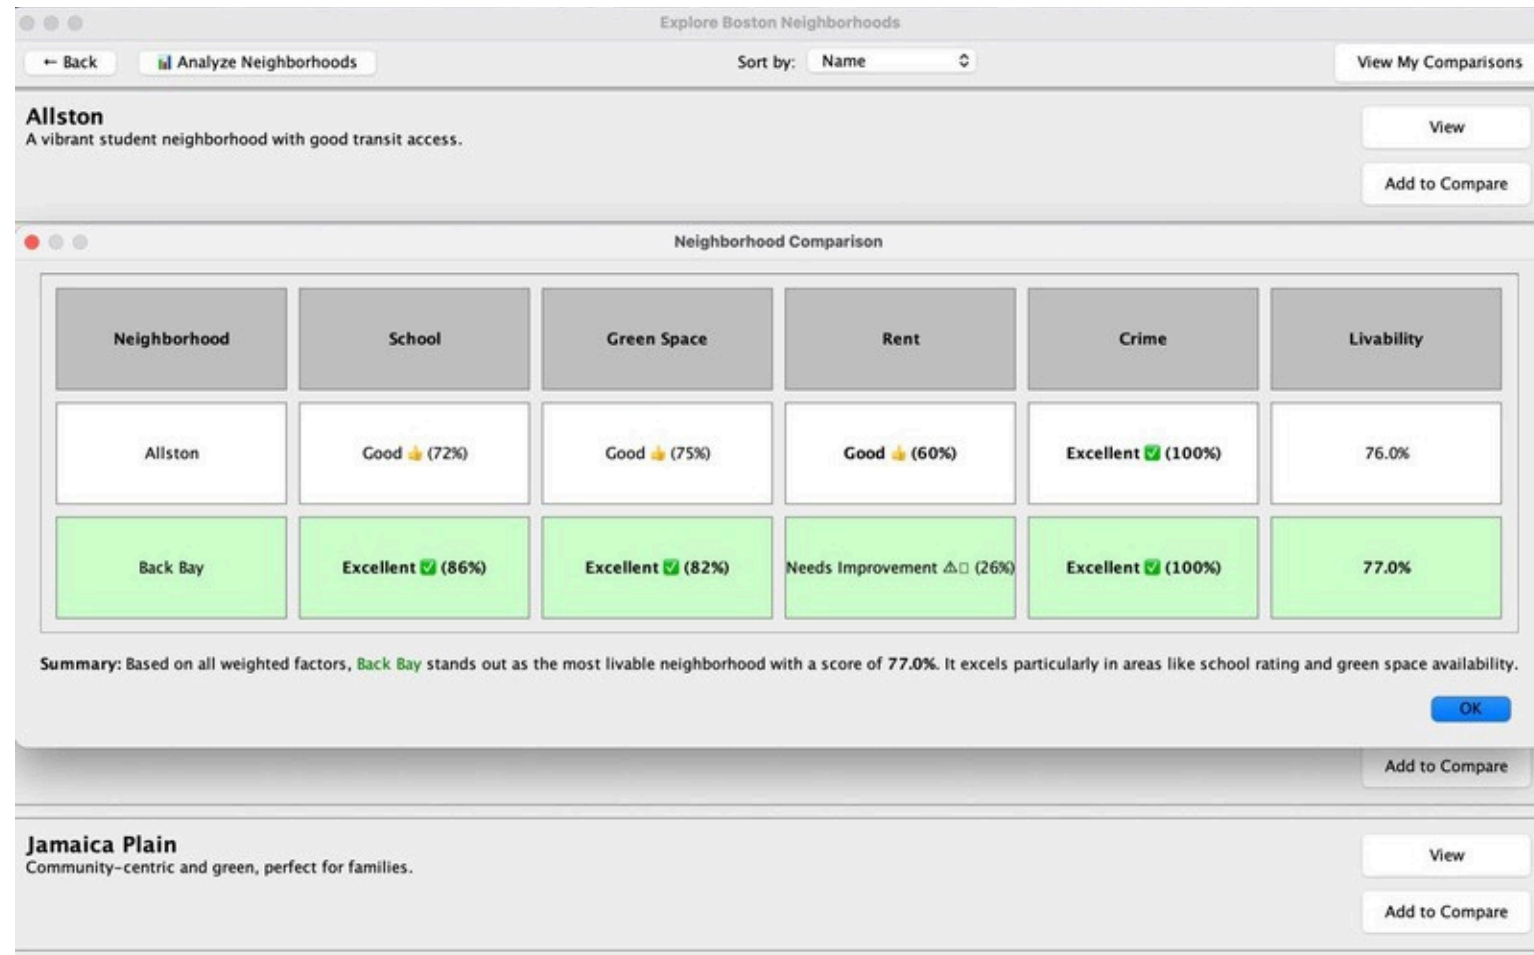 Explore Boston Neighborhoods
← Back 📊 Analyze Neighborhoods Sort by: Name View My Comparisons
Allston
A vibrant student neighborhood with good transit access.
View
Add to Compare
Neighborhood Comparison
Neighborhood School Green Space Rent Crime Livability
Allston Good 👍 (72%) Good 👍 (75%) Good 👍 (60%) Excellent ✅ (100%) 76.0%
Back Bay Excellent ✅ (86%) Excellent ✅ (82%) Needs Improvement ⚠□ (26%) Excellent ✅ (100%) 77.0%
Summary: Based on all weighted factors, Back Bay stands out as the most livable neighborhood with a score of 77.0%. It excels particularly in areas like school rating and green space availability.
OK
Add to Compare
Jamaica Plain
Community-centric and green, perfect for families.
View
Add to Compare